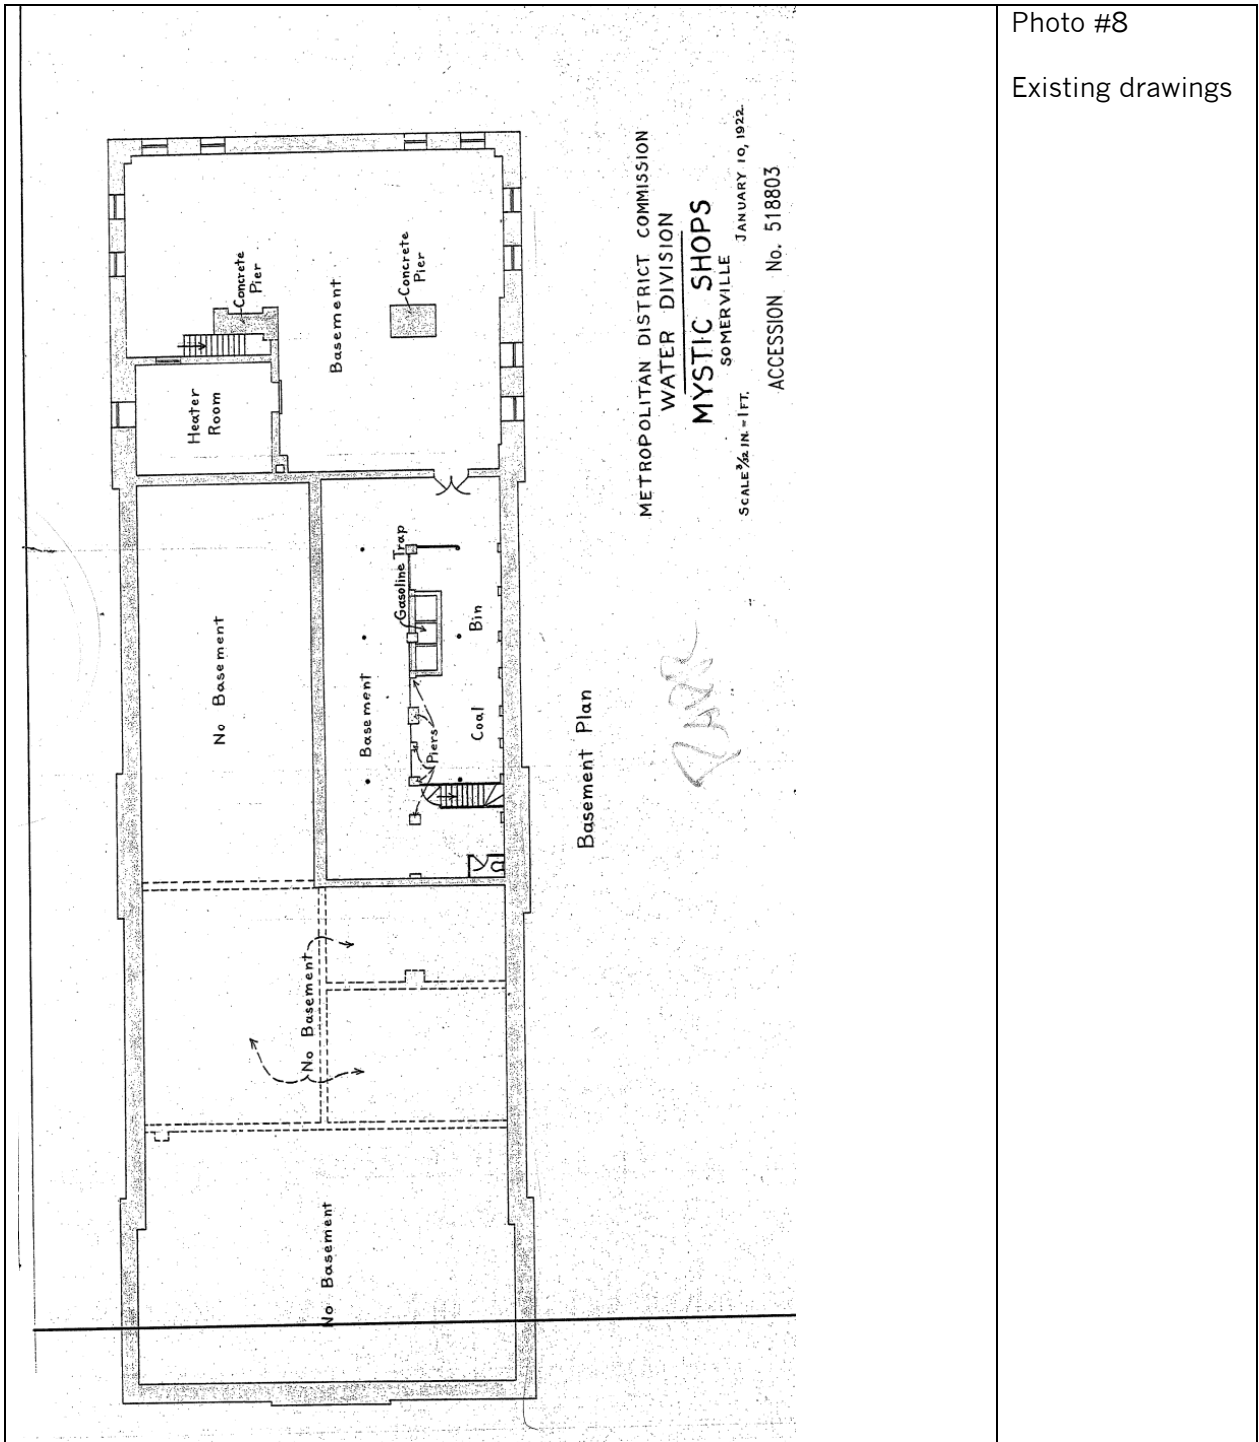 Photo #8
Existing drawings
METROPOLITAN DISTRICT COMMISSION
WATER DIVISION
MYSTIC SHOPS
SOMERVILLE
SCALE 3/32 IN.=1 FT. JANUARY 10, 1922.
ACCESSION No. 518803
Basement Plan
Concrete
Pier
Concrete
Pier
Basement
Heater
Room
No Basement
Gasoline Trap
Basement
Piers
Coal Bin
No Basement
No Basement